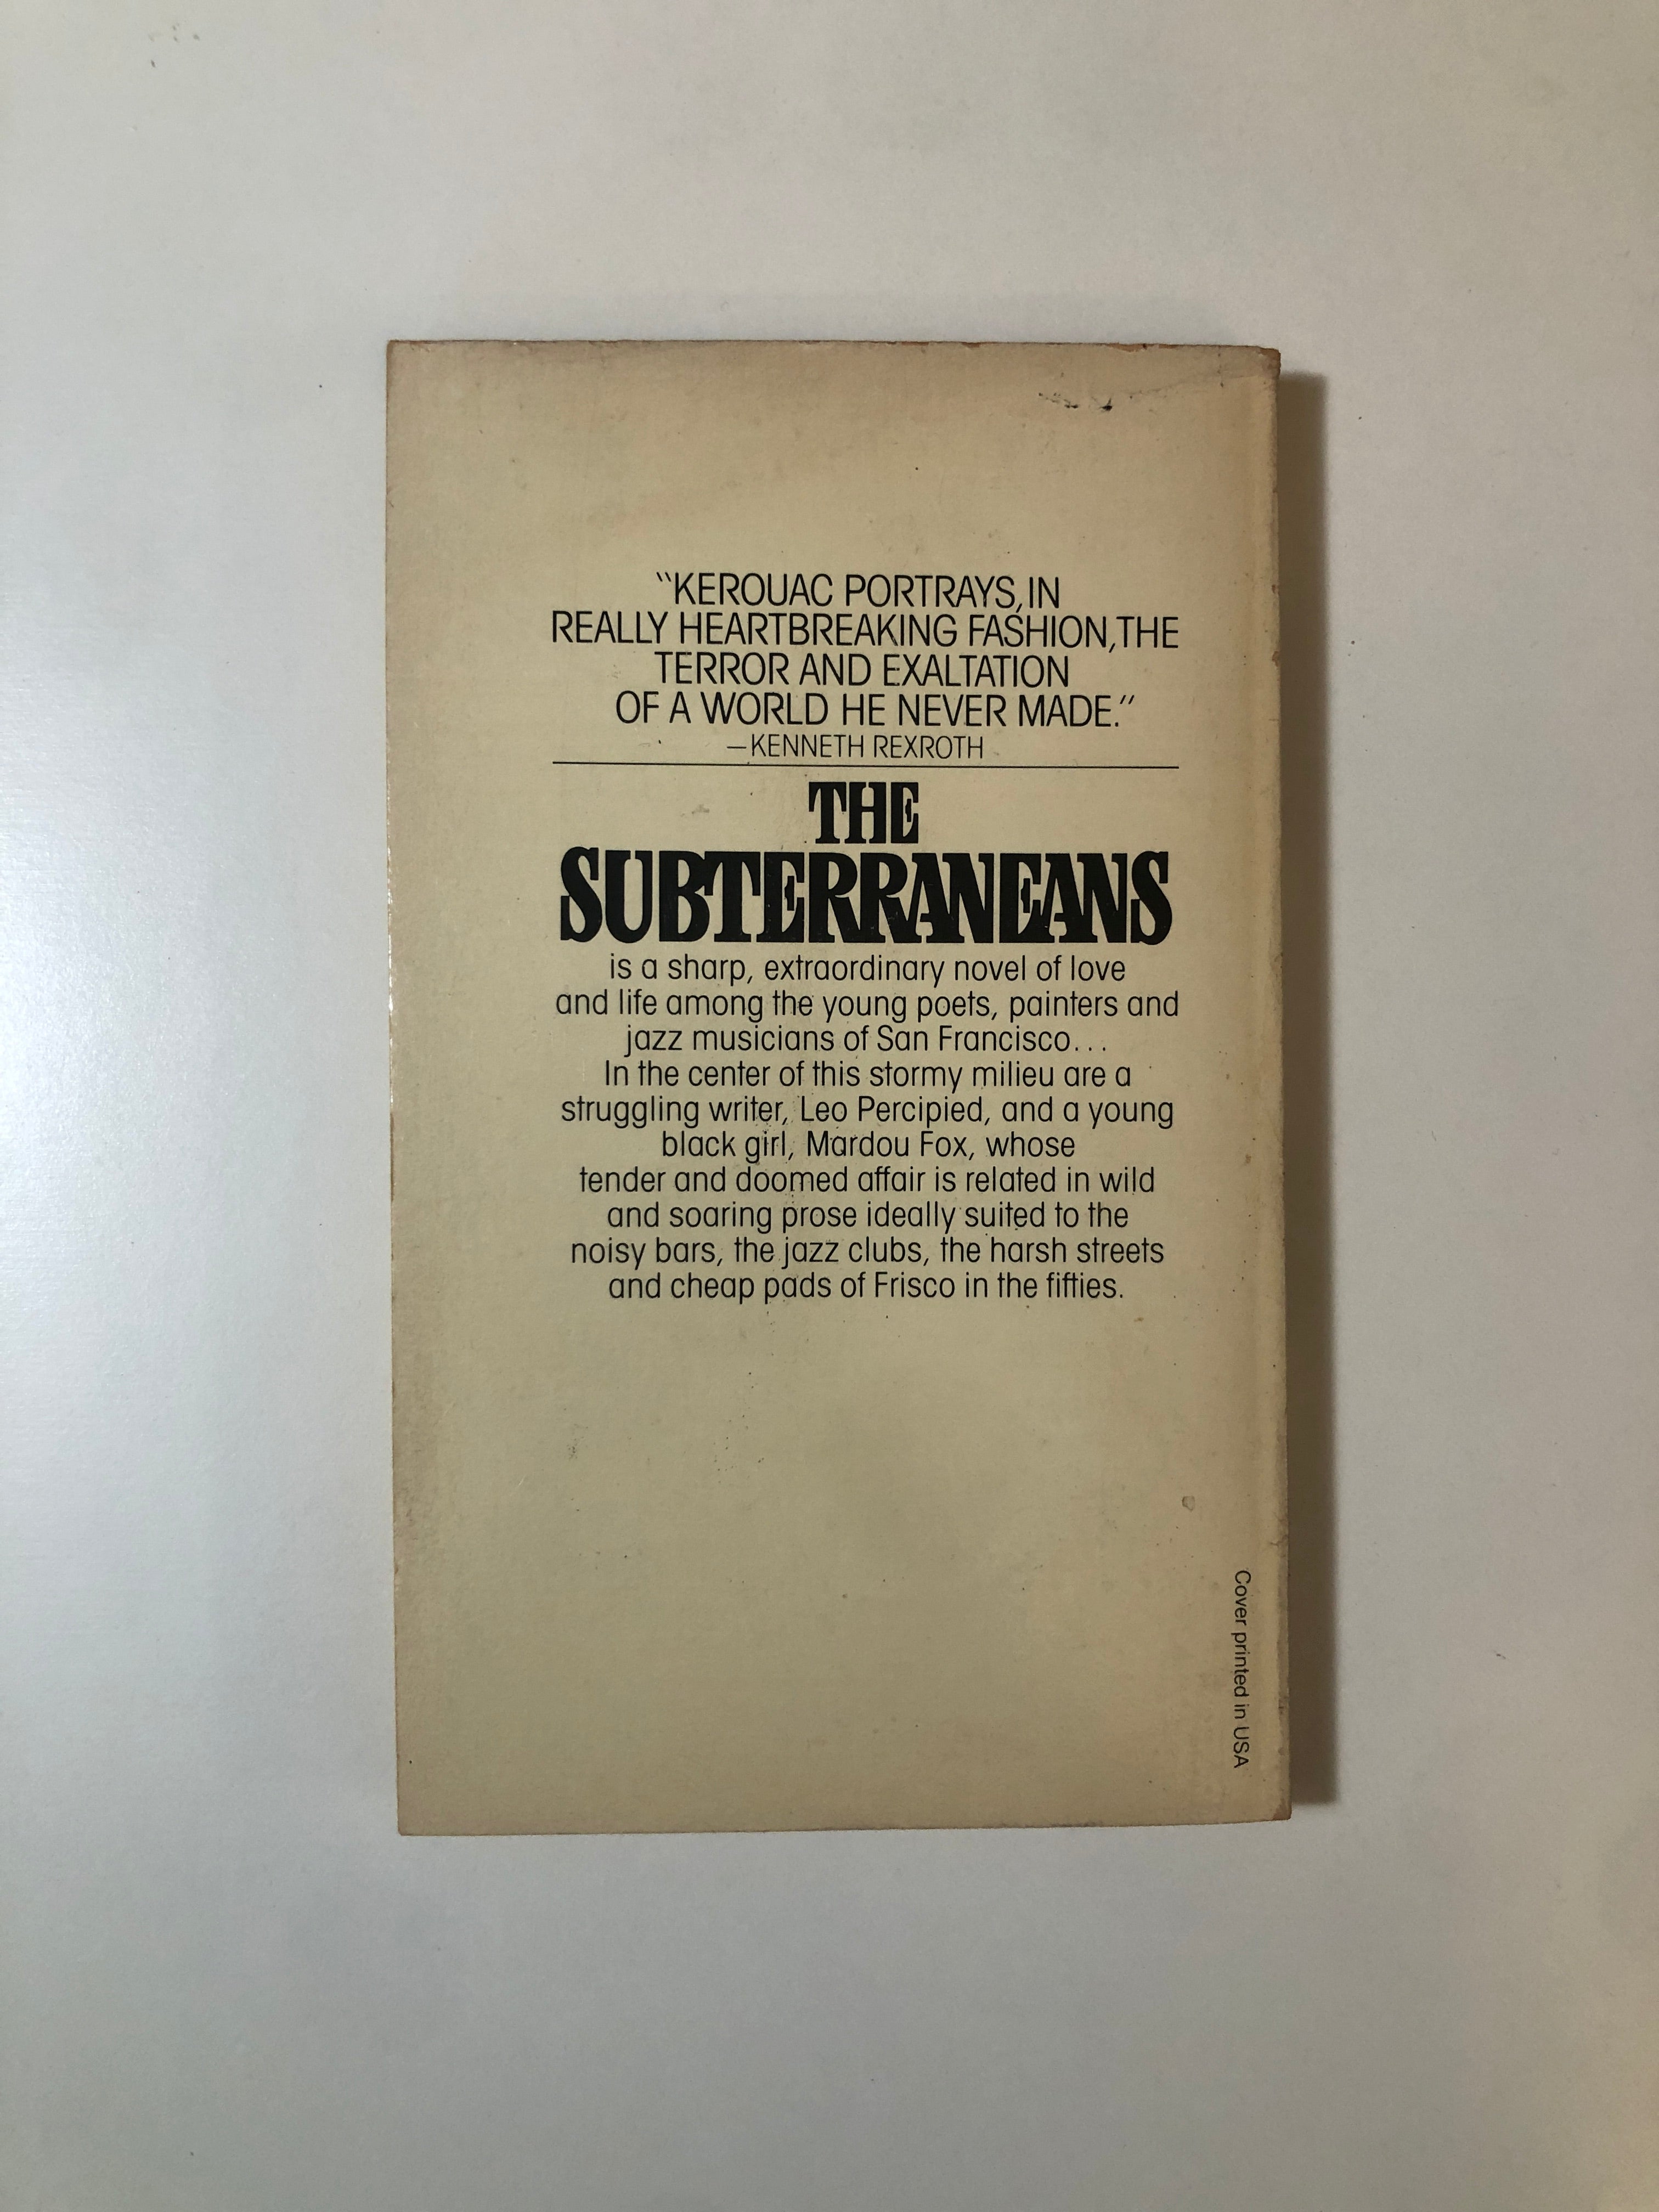 “KEROUAC PORTRAYS, IN
REALLY HEARTBREAKING FASHION, THE
TERROR AND EXALTATION
OF A WORLD HE NEVER MADE.”
—KENNETH REXROTH
THE
SUBTERRANEANS
is a sharp, extraordinary novel of love
and life among the young poets, painters and
jazz musicians of San Francisco...
In the center of this stormy milieu are a
struggling writer, Leo Percipied, and a young
black girl, Mardou Fox, whose
tender and doomed affair is related in wild
and soaring prose ideally suited to the
noisy bars, the jazz clubs, the harsh streets
and cheap pads of Frisco in the fifties.
Cover printed in USA